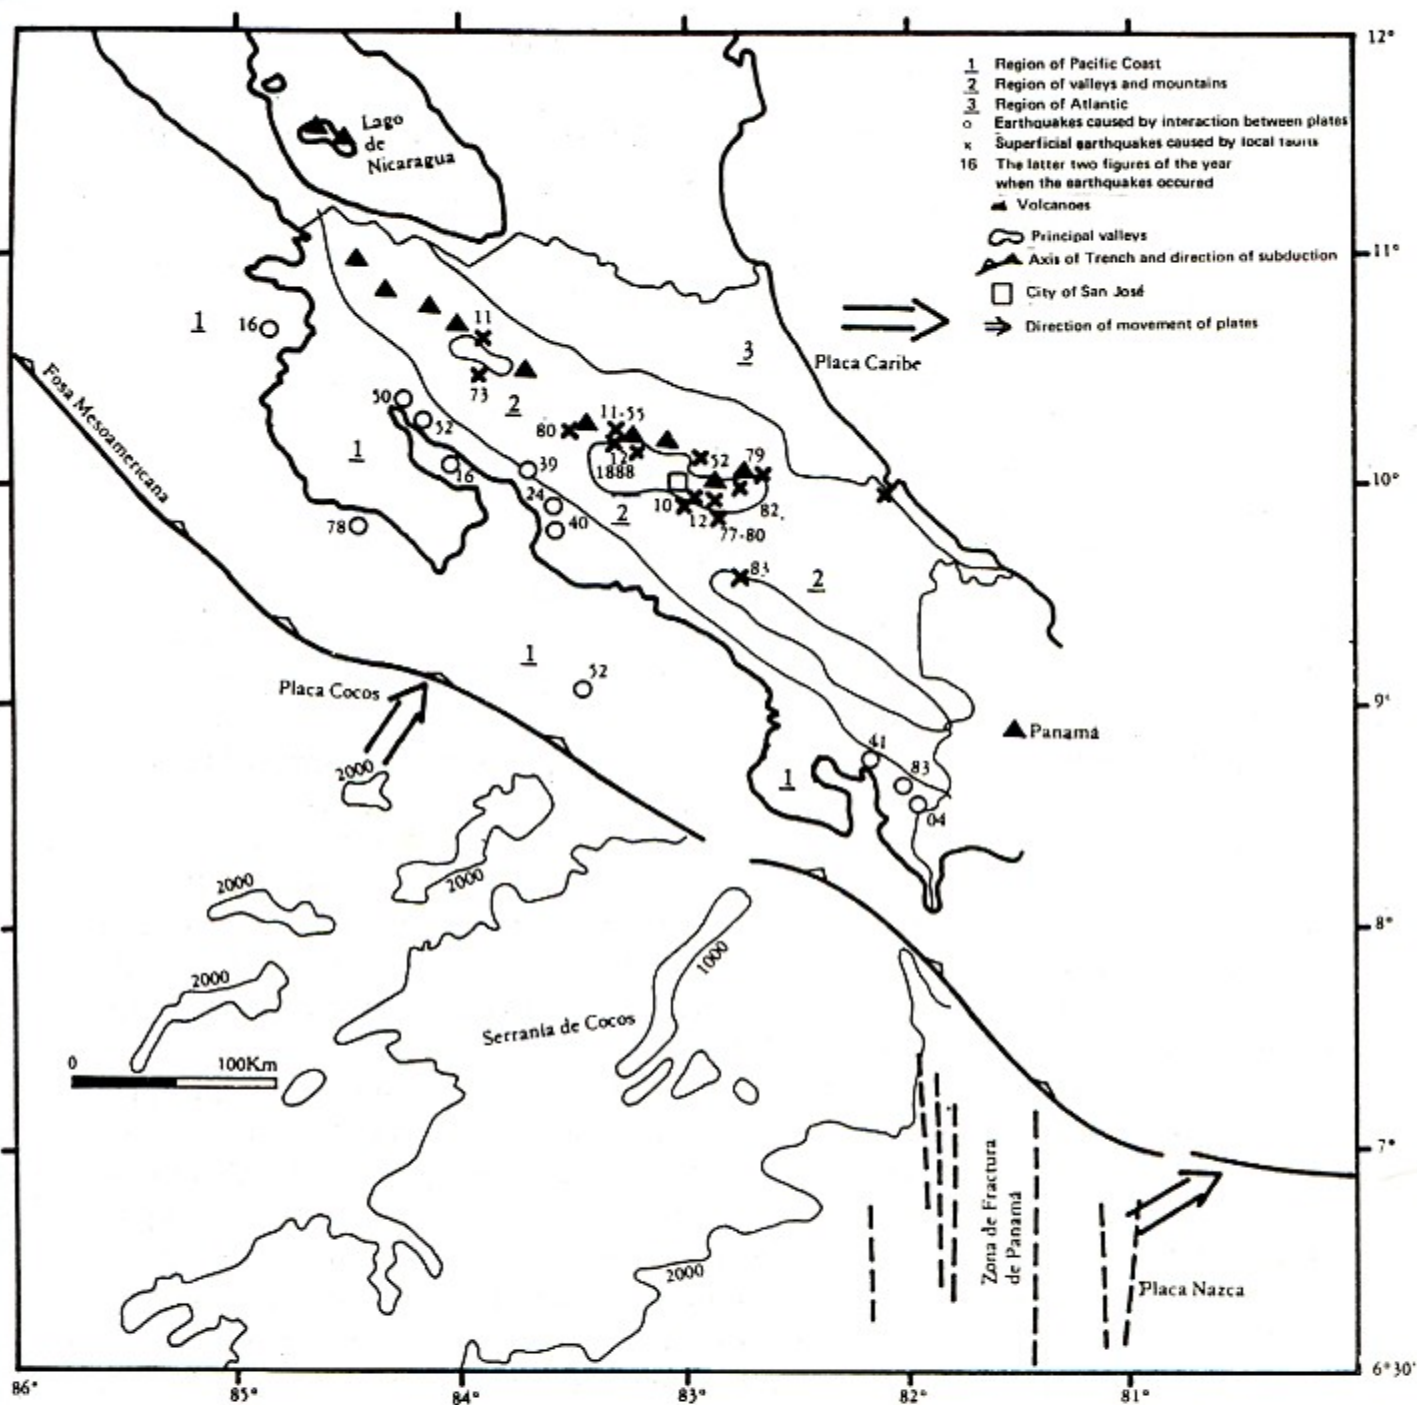 12°
1 Region of Pacific Coast
2 Region of valleys and mountains
3 Region of Atlantic
o Earthquakes caused by interaction between plates
x Superficial earthquakes caused by local faults
16 The latter two figures of the year
when the earthquakes occured
Volcanoes
Principal valleys
Axis of Trench and direction of subduction
City of San José
Direction of movement of plates
Lago
de
Nicaragua
11°
1
16
11
3
Placa Caribe
Fosa Mesoamericana
73
2
50
52
11-55
80
12
1888
52
79
1
16
39
10°
24
2
10
12
82.
78
40
77-80
83
2
1
52
Placa Cocos
9°
Panamá
2000
41
83
1
04
2000
2000
8°
1000
2000
Serranía de Cocos
0 100Km
7°
Zona de Fractura
de Panamá
2000
Placa Nazca
6°30'
86° 85° 84° 83° 82° 81°